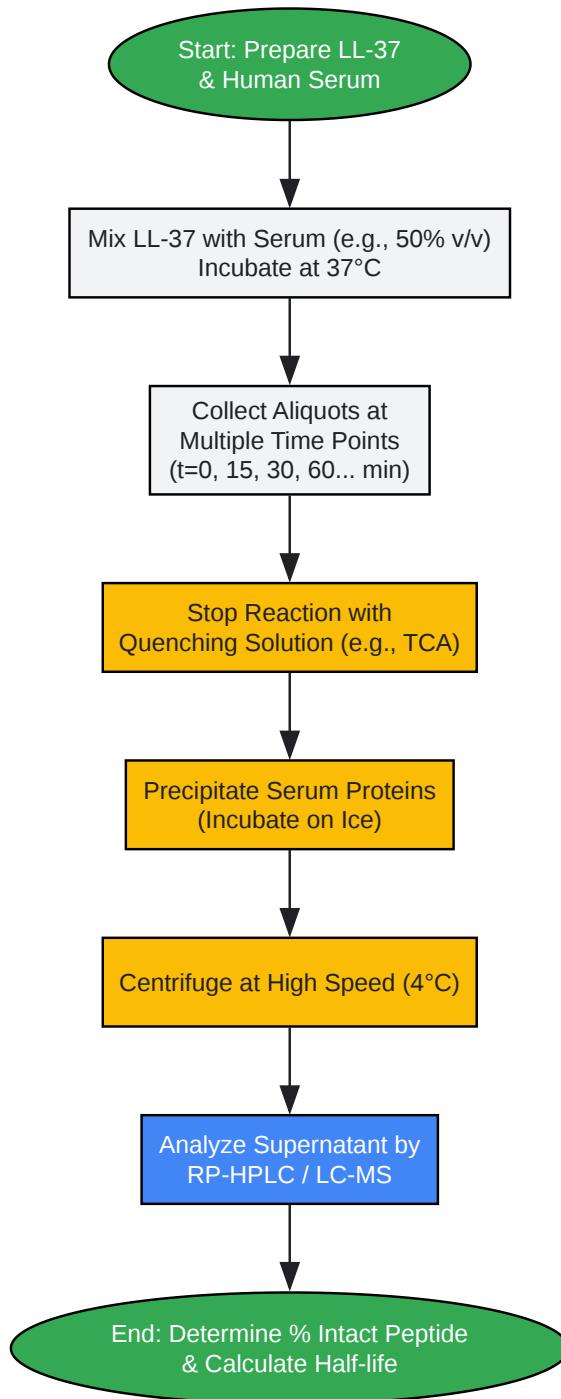 Start: Prepare LL-37
& Human Serum
Mix LL-37 with Serum (e.g., 50% v/v)
Incubate at 37°C
Collect Aliquots at
Multiple Time Points
(t=0, 15, 30, 60... min)
Stop Reaction with
Quenching Solution (e.g., TCA)
Precipitate Serum Proteins
(Incubate on Ice)
Centrifuge at High Speed (4°C)
Analyze Supernatant by
RP-HPLC / LC-MS
End: Determine % Intact Peptide
& Calculate Half-life